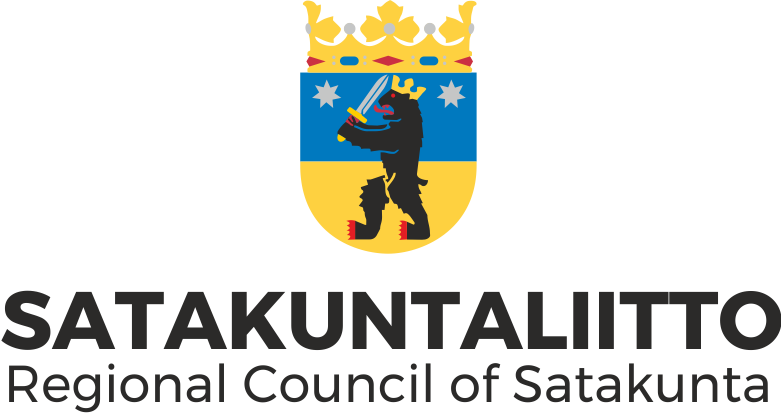 SATAKUNTALIITTO
Regional Council of Satakunta